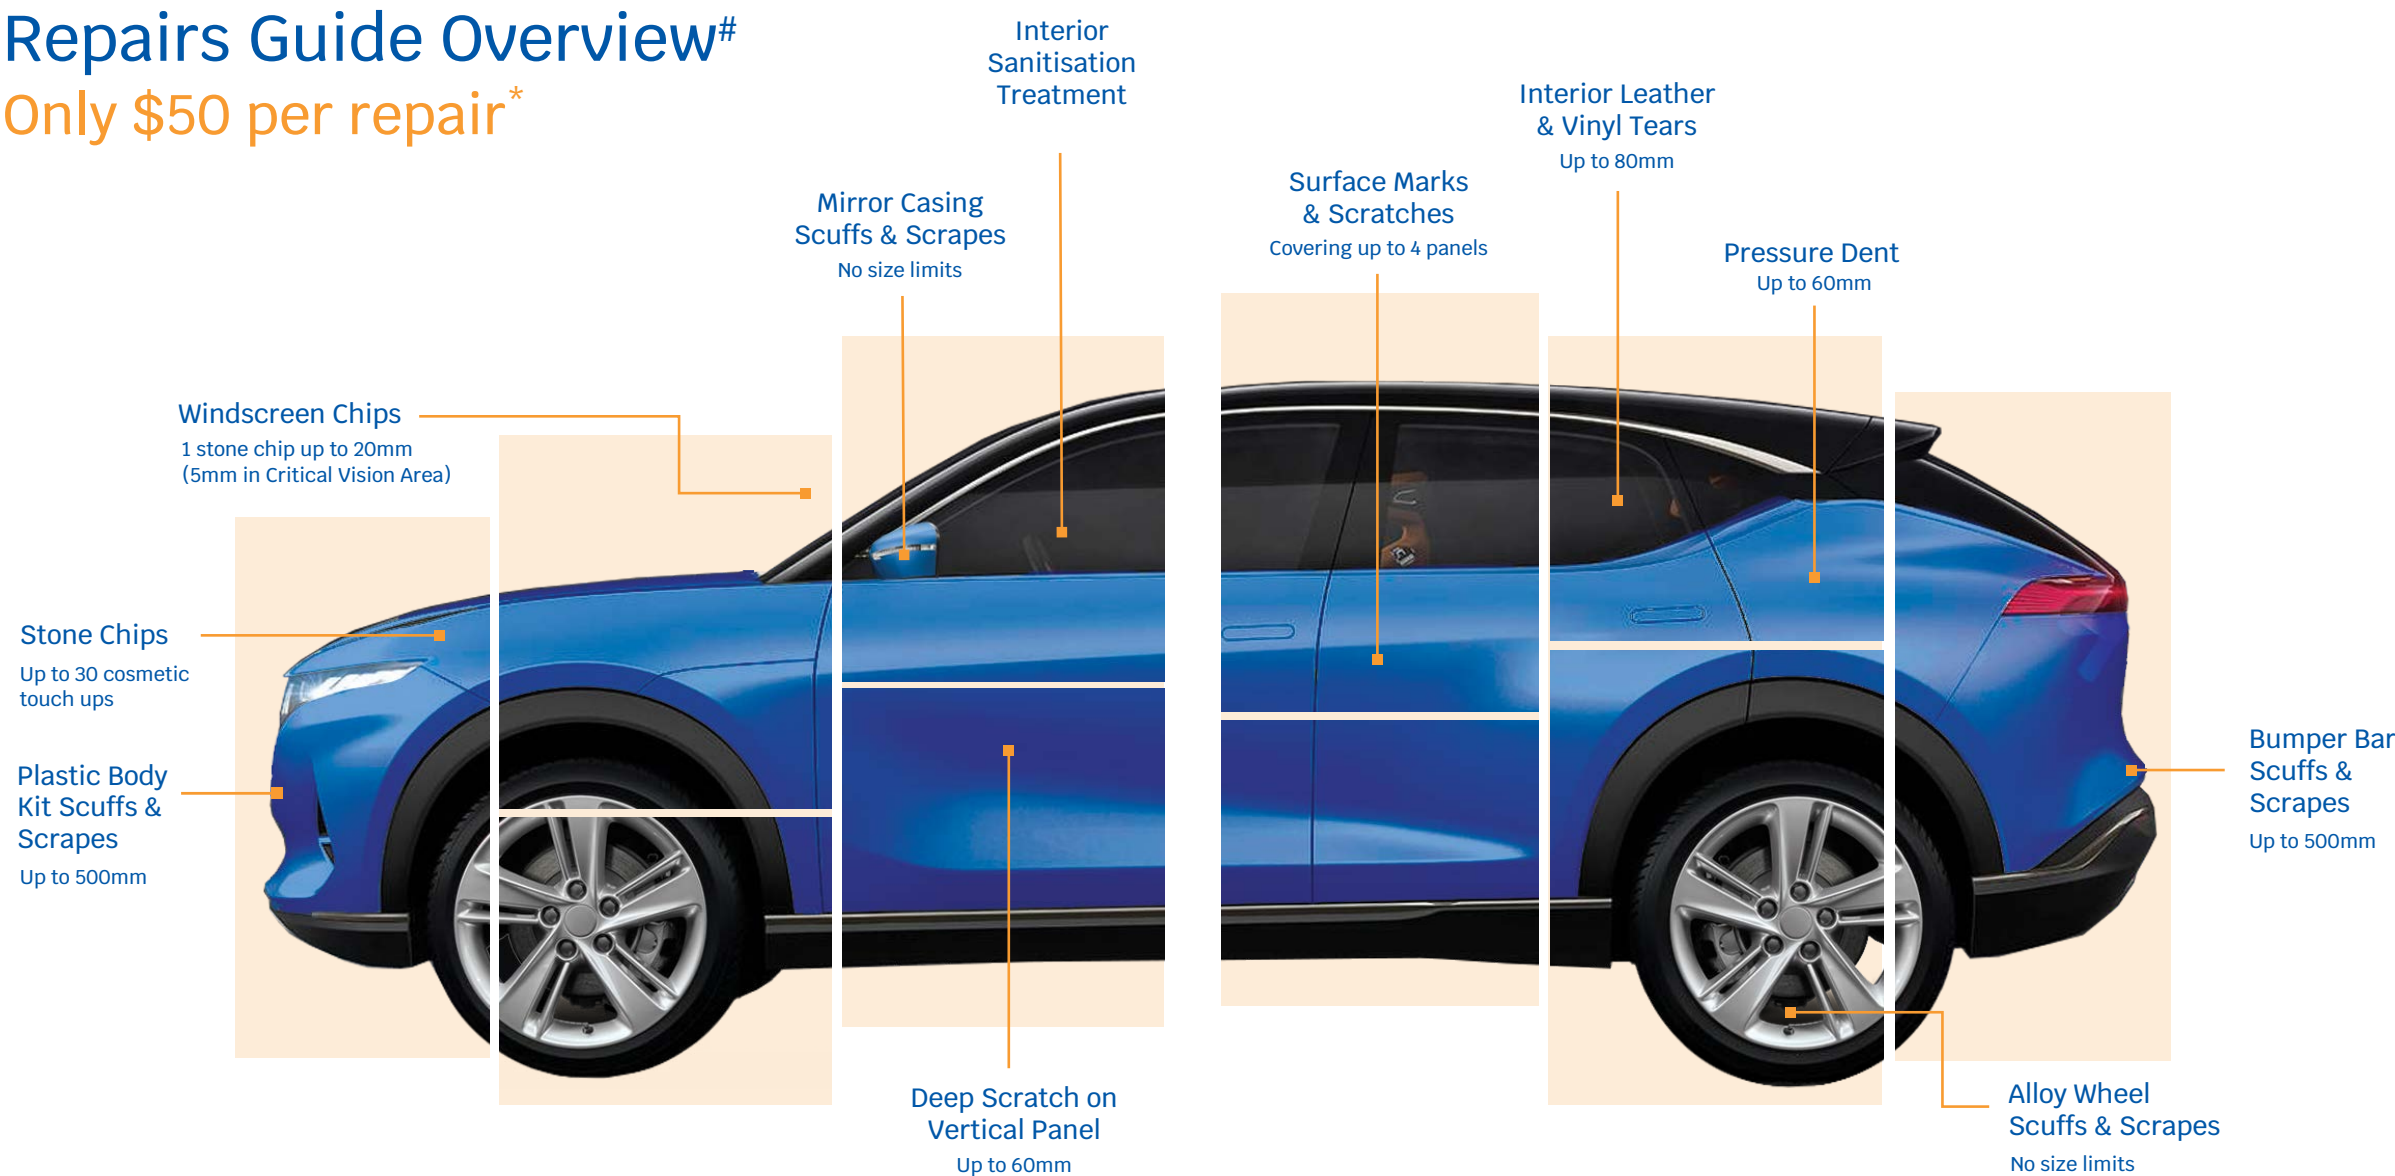 Repairs Guide Overview#
Only $50 per repair*
Interior
Sanitisation
Treatment
Interior Leather
& Vinyl Tears
Up to 80mm
Surface Marks
& Scratches
Covering up to 4 panels
Mirror Casing
Scuffs & Scrapes
No size limits
Pressure Dent
Up to 60mm
Windscreen Chips
1 stone chip up to 20mm
(5mm in Critical Vision Area)
Stone Chips
Up to 30 cosmetic
touch ups
Plastic Body
Kit Scuffs &
Scrapes
Up to 500mm
Bumper Bar
Scuffs &
Scrapes
Up to 500mm
Deep Scratch on
Vertical Panel
Up to 60mm
Alloy Wheel
Scuffs & Scrapes
No size limits